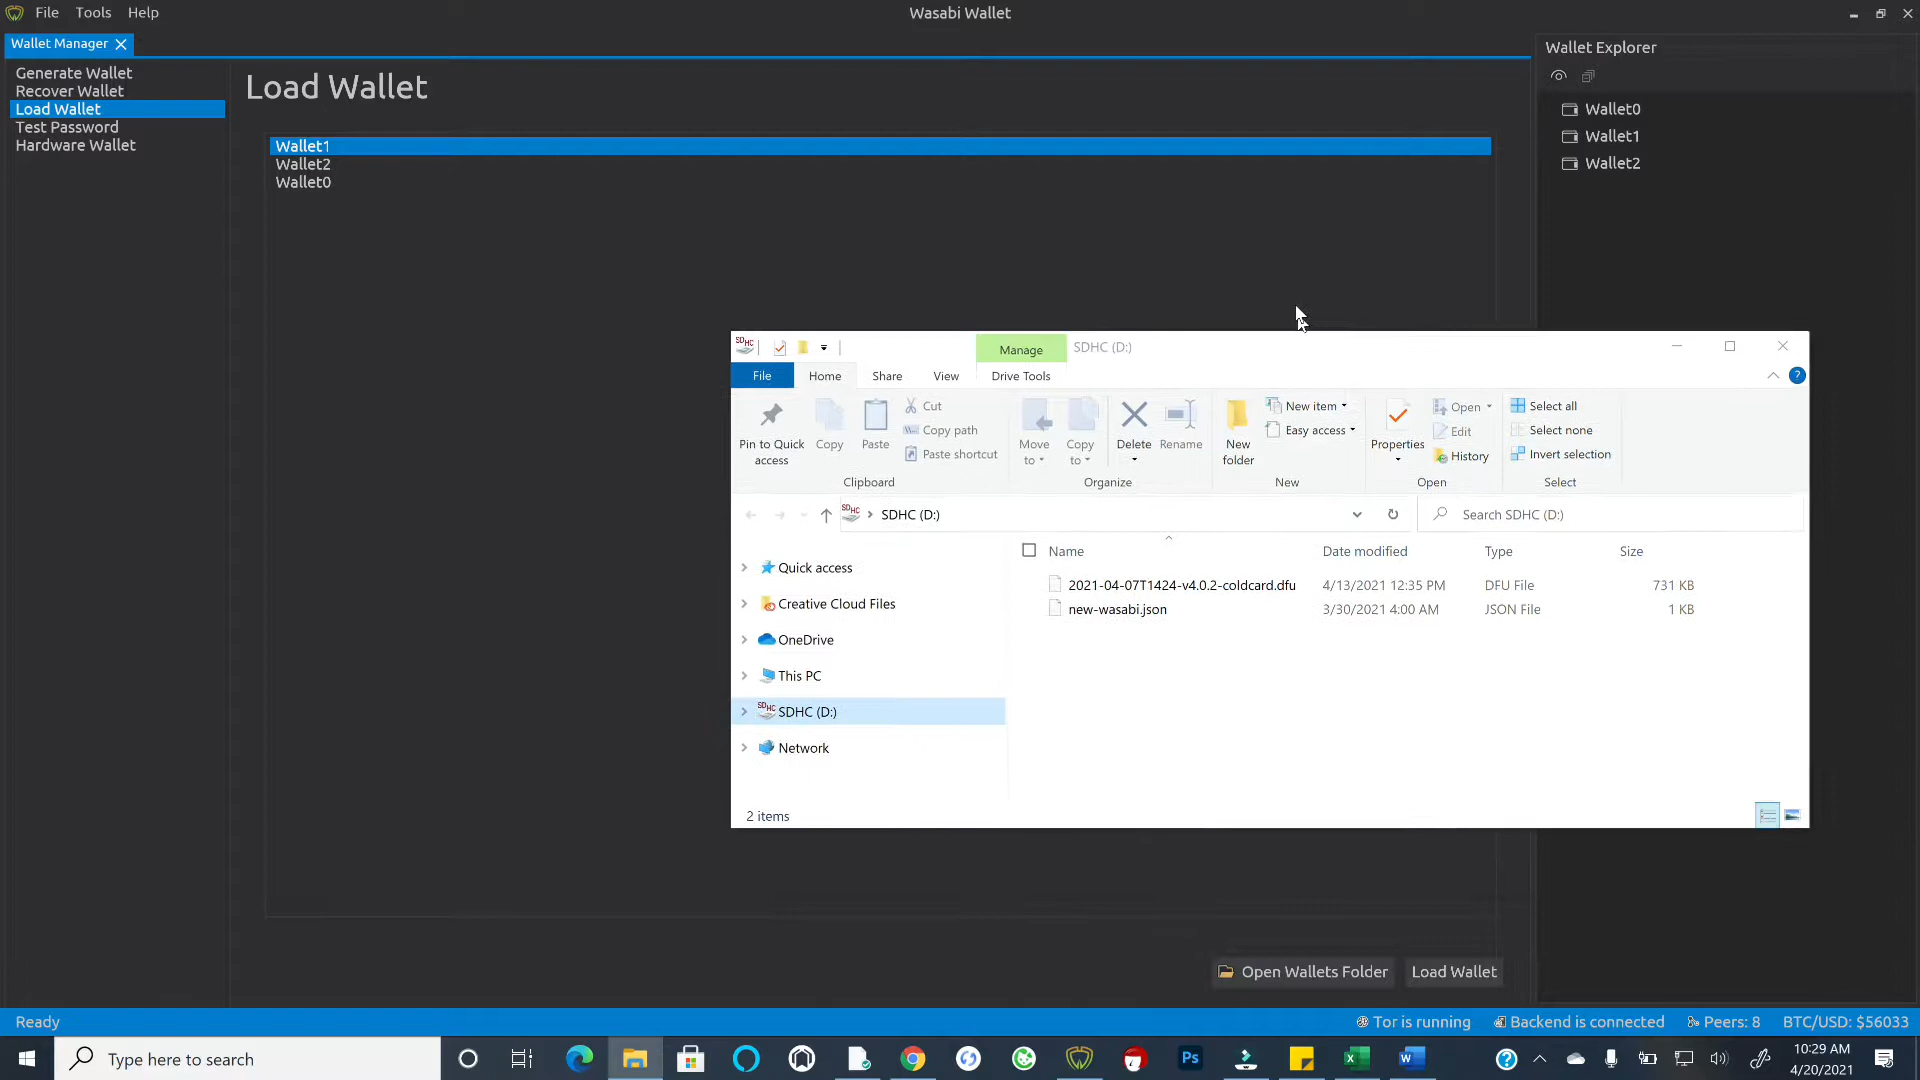 File Tools Help
Wasabi Wallet
Wallet Manager
Generate Wallet
Recover Wallet
Load Wallet
Test Password
Hardware Wallet
Load Wallet
Wallet1
Wallet2
Wallet0
Wallet Explorer
Wallet0
Wallet1
Wallet2
SDHC
Manage
SDHC (D:)
File Home Share View Drive Tools
Pin to Quick access
Copy
Paste
Cut
Copy path
Paste shortcut
Clipboard
Move to
Copy to
Delete
Rename
Organize
New folder
New item
Easy access
New
Properties
Open
Edit
History
Open
Select all
Select none
Invert selection
Select
SDHC
SDHC (D:)
Search SDHC (D:)
Quick access
Creative Cloud Files
OneDrive
This PC
SDHC
SDHC (D:)
Network
Name Date modified Type Size
2021-04-07T1424-v4.0.2-coldcard.dfu 4/13/2021 12:35 PM DFU File 731 KB
new-wasabi.json 3/30/2021 4:00 AM JSON File 1 KB
2 items
Open Wallets Folder
Load Wallet
Ready
Tor is running
Backend is connected
Peers: 8
BTC/USD: $56033
Type here to search
Ps
10:29 AM
4/20/2021